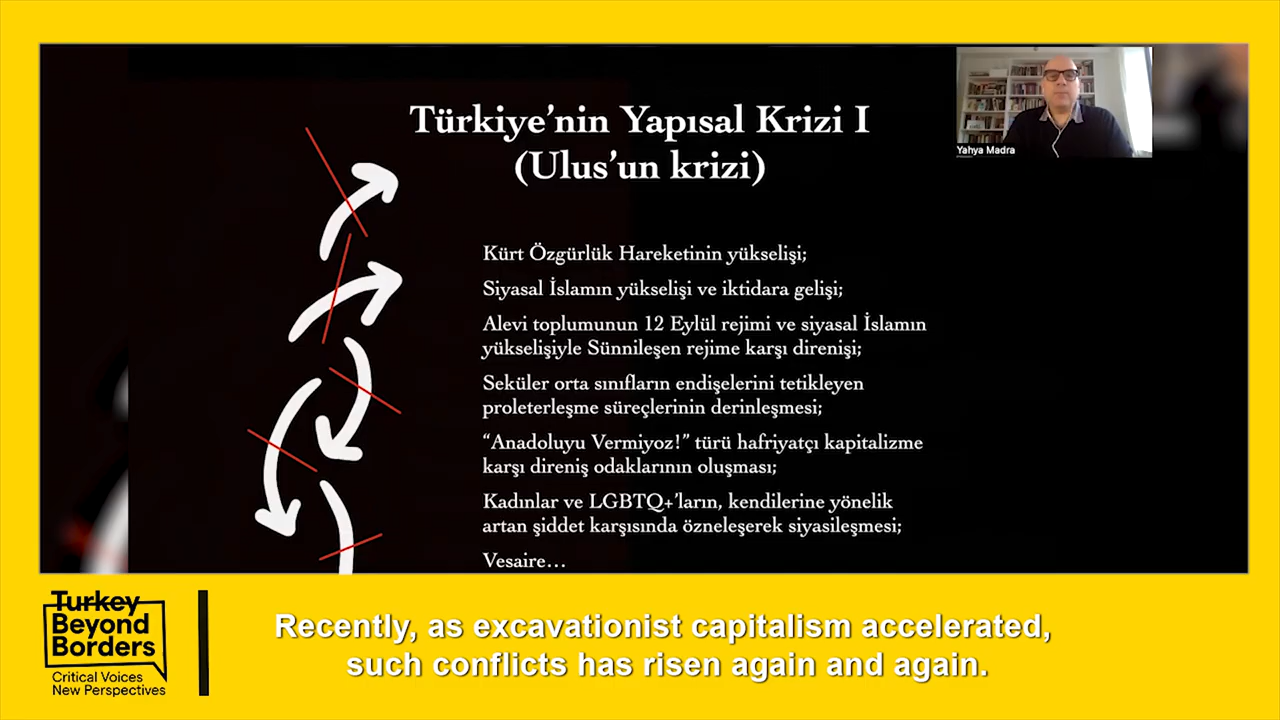 Türkiye’nin Yapısal Krizi I
(Ulus’un krizi)
Yahya Madra
Kürt Özgürlük Hareketinin yükselişi;
Siyasal İslamın yükselişi ve iktidara gelişi;
Alevi toplumunun 12 Eylül rejimi ve siyasal İslamın
yükselişiyle Sünnileşen rejime karşı direnişi;
Seküler orta sınıfların endişelerini tetikleyen
proleterleşme süreçlerinin derinleşmesi;
“Anadoluyu Vermiyoz!” türü hafriyatçı kapitalizme
karşı direniş odaklarının oluşması;
Kadınlar ve LGBTQ+’ların, kendilerine yönelik
artan şiddet karşısında özneleşerek siyasileşmesi;
Vesaire…
Turkey
Beyond
Borders
Critical Voices
New Perspectives
Recently, as excavationist capitalism accelerated,
such conflicts has risen again and again.